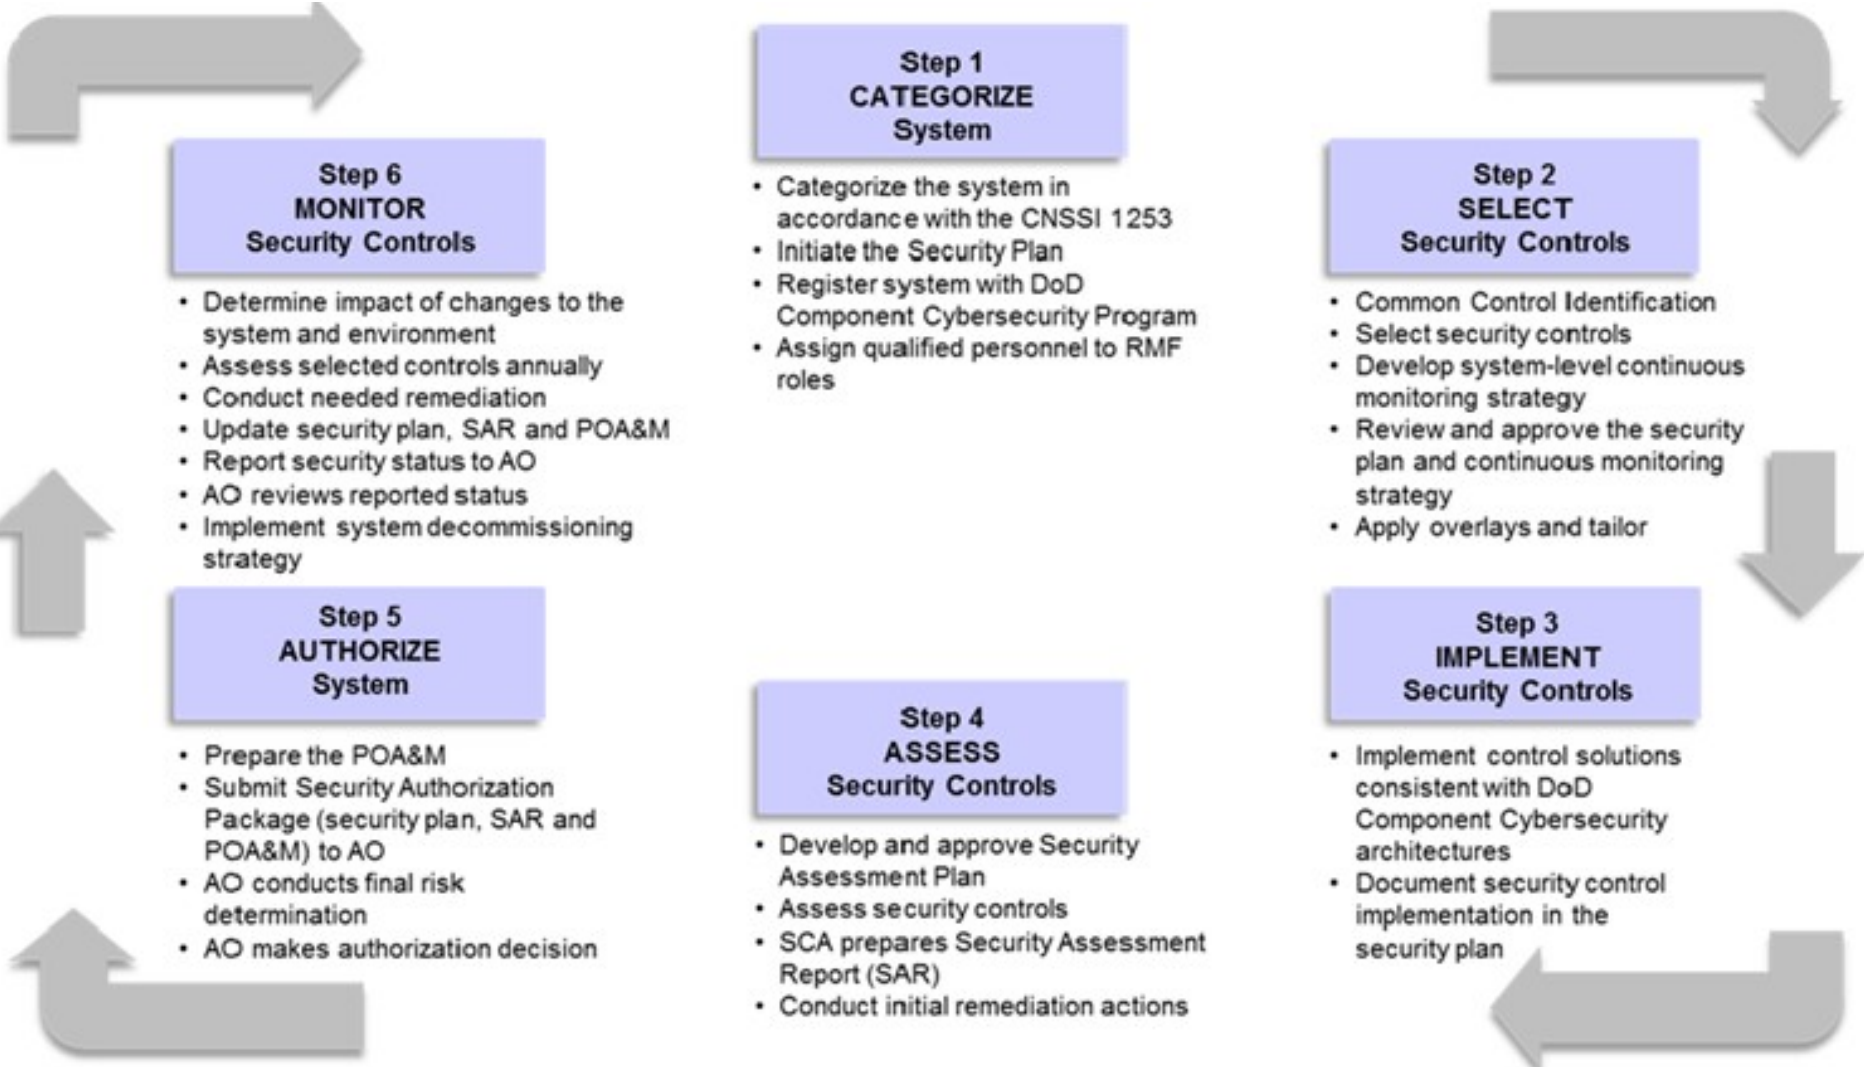 Step 1
CATEGORIZE
System
• Categorize the system in
accordance with the CNSSI 1253
• Initiate the Security Plan
• Register system with DoD
Component Cybersecurity Program
• Assign qualified personnel to RMF
roles
Step 2
SELECT
Security Controls
• Common Control Identification
• Select security controls
• Develop system-level continuous
monitoring strategy
• Review and approve the security
plan and continuous monitoring
strategy
• Apply overlays and tailor
Step 3
IMPLEMENT
Security Controls
• Implement control solutions
consistent with DoD
Component Cybersecurity
architectures
• Document security control
implementation in the
security plan
Step 4
ASSESS
Security Controls
• Develop and approve Security
Assessment Plan
• Assess security controls
• SCA prepares Security Assessment
Report (SAR)
• Conduct initial remediation actions
Step 5
AUTHORIZE
System
• Prepare the POA&M
• Submit Security Authorization
Package (security plan, SAR and
POA&M) to AO
• AO conducts final risk
determination
• AO makes authorization decision
Step 6
MONITOR
Security Controls
• Determine impact of changes to the
system and environment
• Assess selected controls annually
• Conduct needed remediation
• Update security plan, SAR and POA&M
• Report security status to AO
• AO reviews reported status
• Implement system decommissioning
strategy